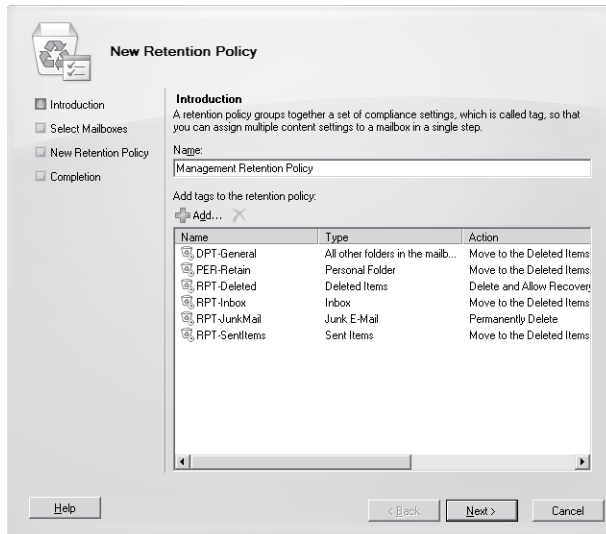 New Retention Policy
Introduction
Select Mailboxes
New Retention Policy
Completion
Introduction
A retention policy groups together a set of compliance settings, which is called tag, so that
you can assign multiple content settings to a mailbox in a single step.
Name:
Management Retention Policy
Add tags to the retention policy:
Add...
Name Type Action
DPT-General All other folders in the mailb... Move to the Deleted Items
PER-Retain Personal Folder Move to the Deleted Items
RPT-Deleted Deleted Items Delete and Allow Recovery
RPT-Inbox Inbox Move to the Deleted Items
RPT-JunkMail Junk E-Mail Permanently Delete
RPT-SentItems Sent Items Move to the Deleted Items
Help < Back Next > Cancel